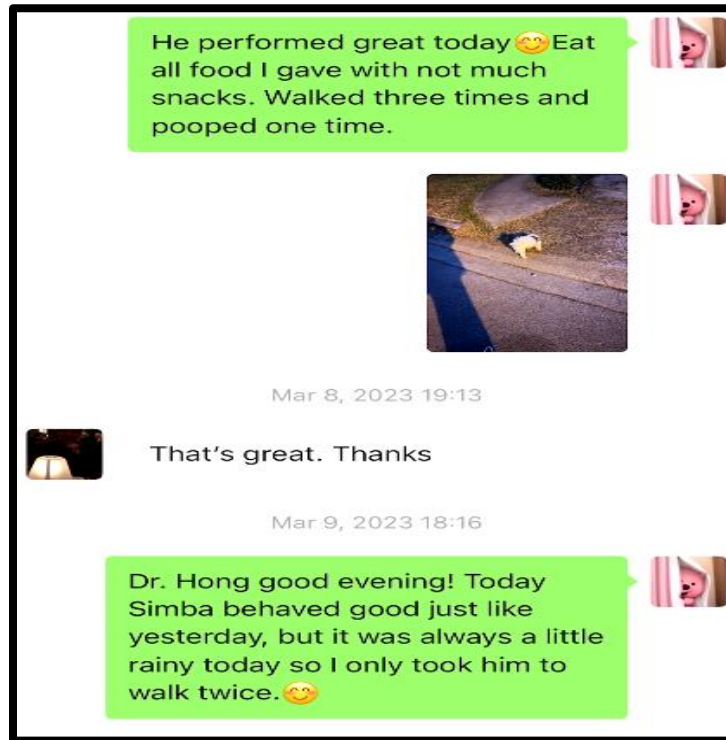 He performed great today😊Eat
all food I gave with not much
snacks. Walked three times and
pooped one time.
Mar 8, 2023 19:13
That's great. Thanks
Mar 9, 2023 18:16
Dr. Hong good evening! Today
Simba behaved good just like
yesterday, but it was always a little
rainy today so I only took him to
walk twice.😊